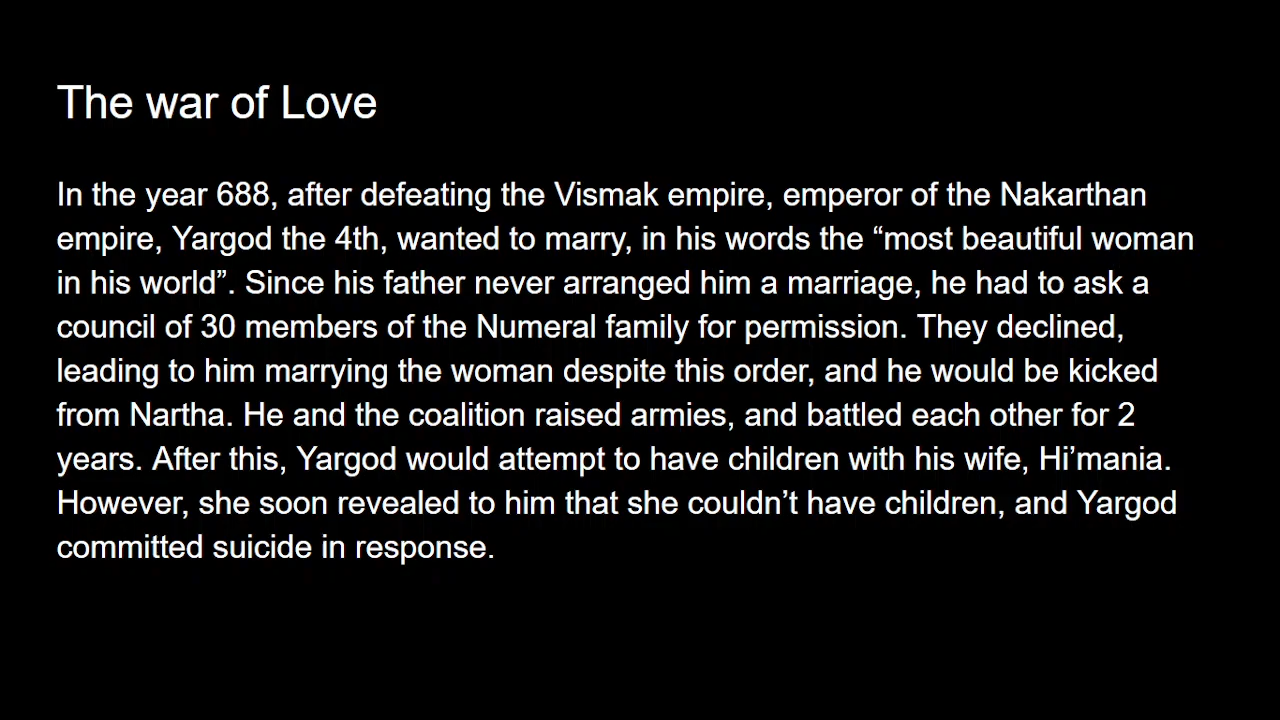 The war of Love
In the year 688, after defeating the Vismak empire, emperor of the Nakarthan
empire, Yargod the 4th, wanted to marry, in his words the “most beautiful woman
in his world”. Since his father never arranged him a marriage, he had to ask a
council of 30 members of the Numeral family for permission. They declined,
leading to him marrying the woman despite this order, and he would be kicked
from Nartha. He and the coalition raised armies, and battled each other for 2
years. After this, Yargod would attempt to have children with his wife, Hi’mania.
However, she soon revealed to him that she couldn’t have children, and Yargod
committed suicide in response.